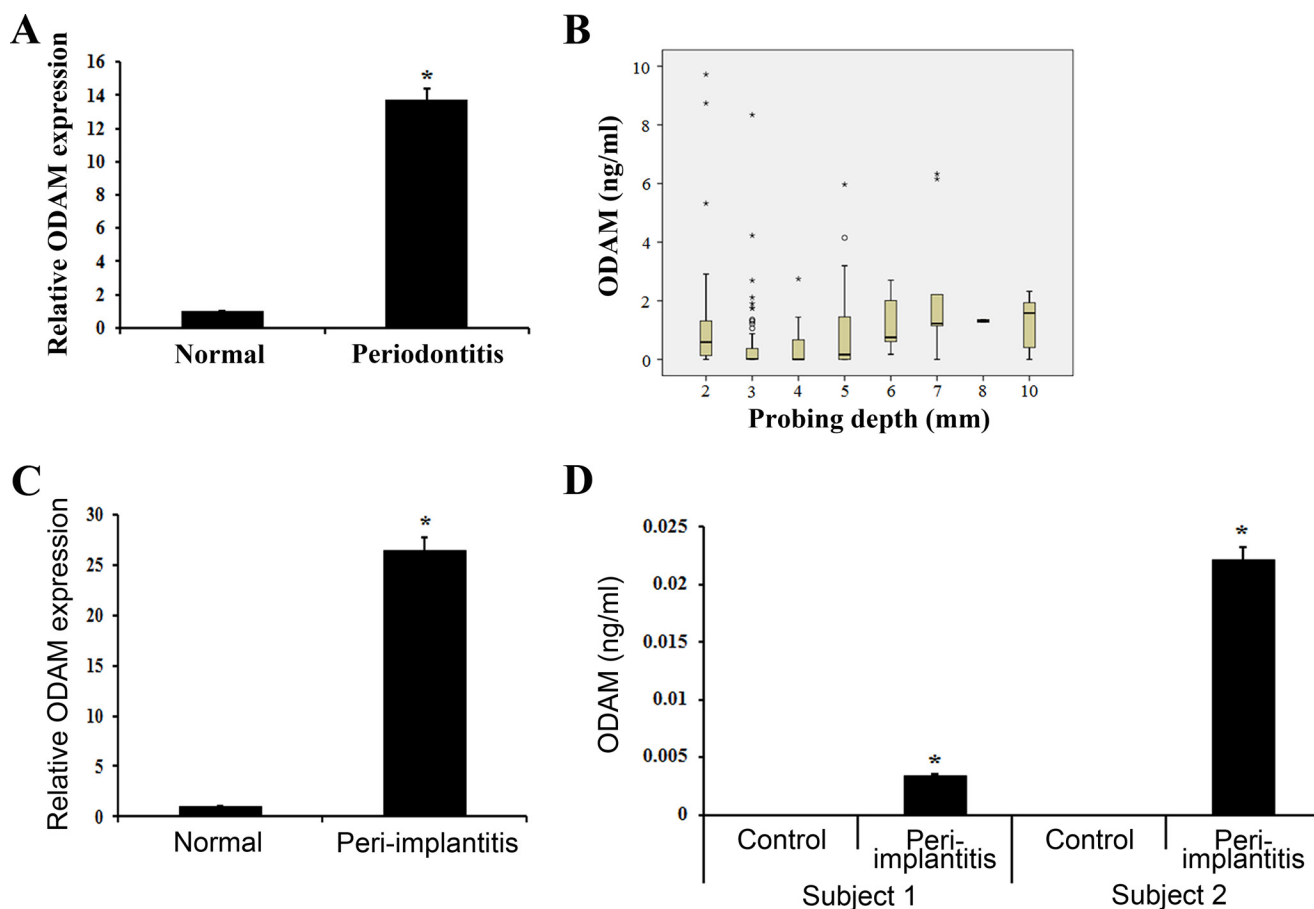 A
Relative ODAM expression
16
14
12
10
8
6
4
2
0
*
Normal
Periodontitis
B
ODAM (ng/ml)
10
8
6
4
2
0
2
3
4
5
6
7
8
10
Probing depth (mm)
C
Relative ODAM expression
30
25
20
15
10
5
0
*
Normal
Peri-implantitis
D
ODAM (ng/ml)
0.025
0.02
0.015
0.01
0.005
0
*
*
Control
Peri-
implantitis
Control
Peri-
implantitis
Subject 1
Subject 2